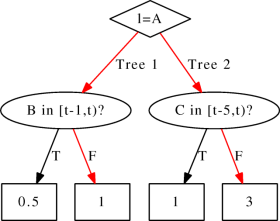 l=A
Tree 1
Tree 2
B in [t-1,t)?
C in [t-5,t)?
T
F
T
F
0.5
1
1
3